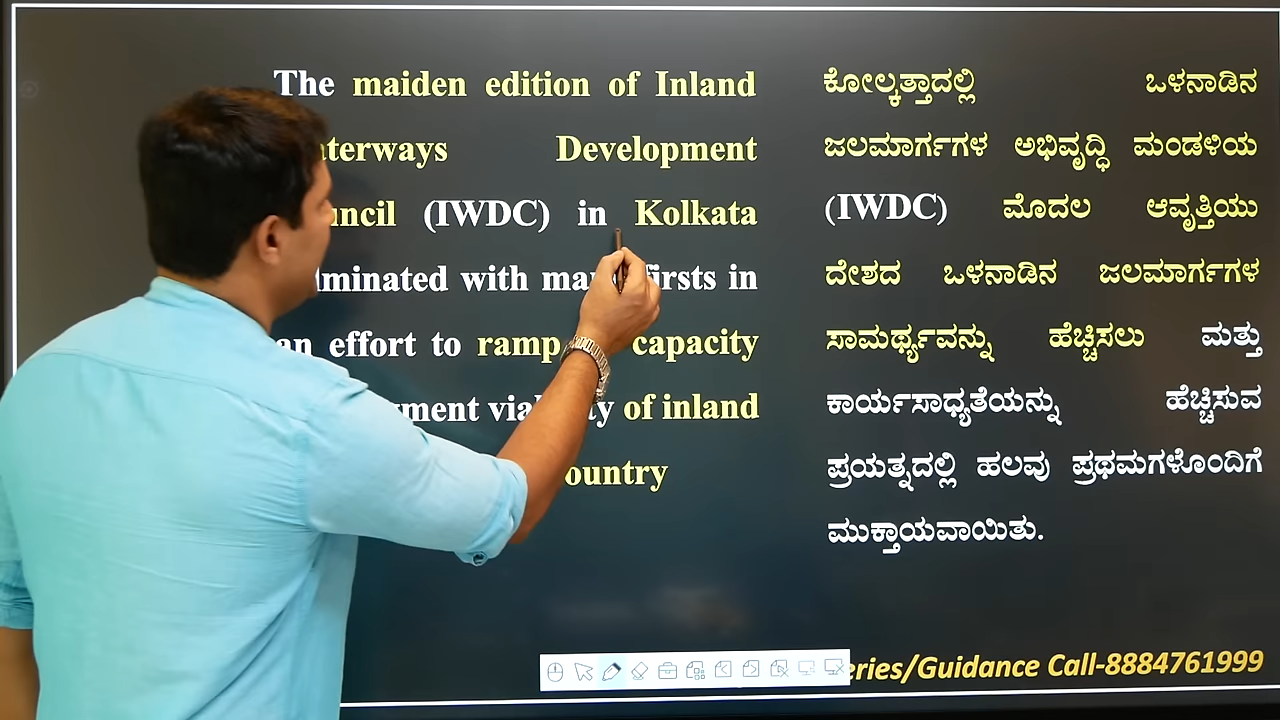 The maiden edition of Inland
Development
(IWDC) in Kolkata
with firsts in
an effort to ramp capacity
of inland
ಕೋಲ್ಕತ್ತಾದಲ್ಲಿ ಒಳನಾಡಿನ
ಜಲಮಾರ್ಗಗಳ ಅಭಿವೃದ್ಧಿ ಮಂಡಳಿಯ
(IWDC) ಮೊದಲ ಆವೃತ್ತಿಯು
ದೇಶದ ಒಳನಾಡಿನ ಜಲಮಾರ್ಗಗಳ
ಸಾಮರ್ಥ್ಯವನ್ನು ಹೆಚ್ಚಿಸಲು ಮತ್ತು
ಕಾರ್ಯಸಾಧ್ಯತೆಯನ್ನು ಹೆಚ್ಚಿಸುವ
ಪ್ರಯತ್ನದಲ್ಲಿ ಹಲವು ಪ್ರಥಮಗಳೊಂದಿಗೆ
ಮುಕ್ತಾಯವಾಯಿತು.
/Guidance Call-8884761999